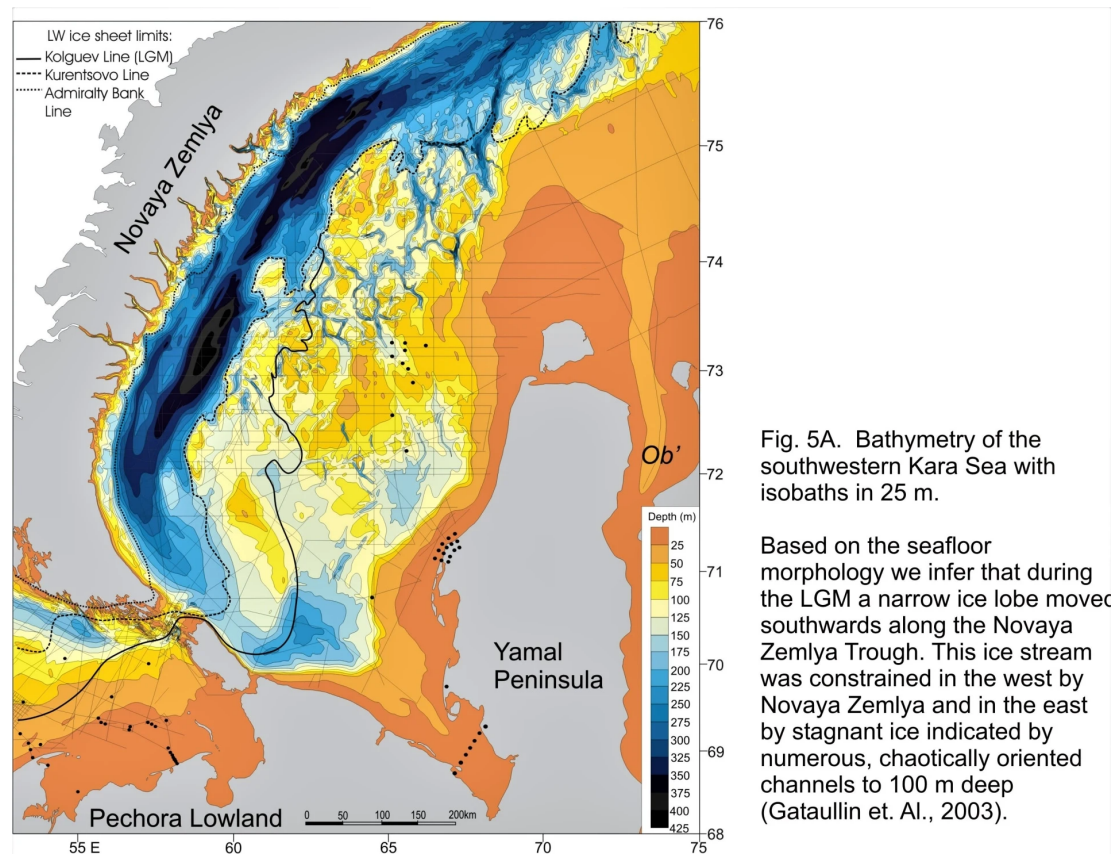 LW ice sheet limits:
Kolguev Line (LGM)
Kurentsovo Line
Admiralty Bank
Line
Novaya Zemlya
76
75
74
73
72
71
70
69
68
Ob'
Depth (m)
25
50
75
100
125
150
175
200
225
250
275
300
325
350
375
400
425
Yamal
Peninsula
Pechora Lowland
0 50 100 150 200km
55 E 60 65 70 75
Fig. 5A. Bathymetry of the
southwestern Kara Sea with
isobaths in 25 m.
Based on the seafloor
morphology we infer that during
the LGM a narrow ice lobe moved
southwards along the Novaya
Zemlya Trough. This ice stream
was constrained in the west by
Novaya Zemlya and in the east
by stagnant ice indicated by
numerous, chaotically oriented
channels to 100 m deep
(Gataullin et. Al., 2003).